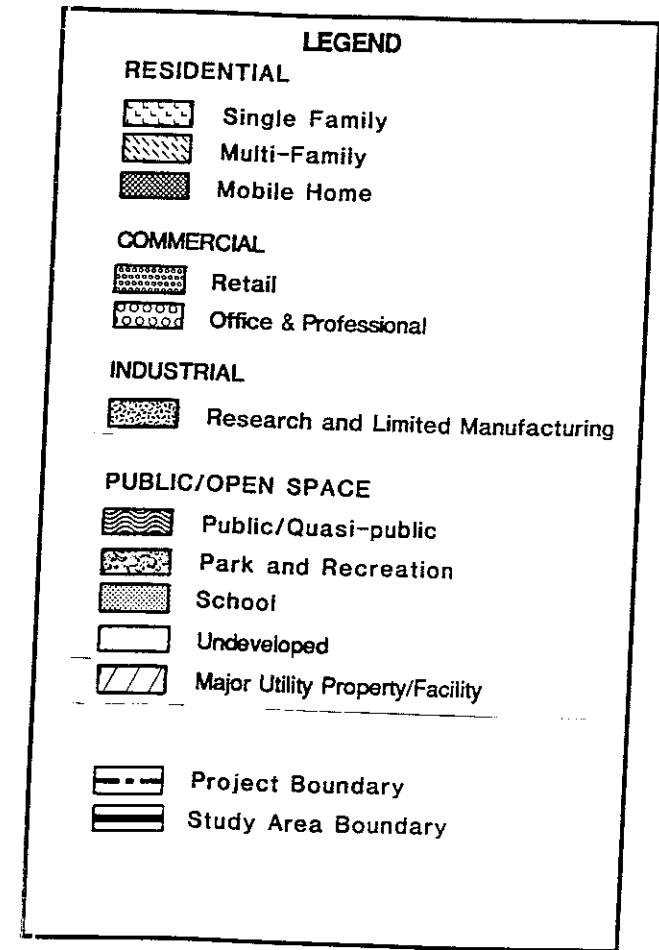 LEGEND
RESIDENTIAL
Single Family
Multi-Family
Mobile Home
COMMERCIAL
Retail
Office & Professional
INDUSTRIAL
Research and Limited Manufacturing
PUBLIC/OPEN SPACE
Public/Quasi-public
Park and Recreation
School
Undeveloped
Major Utility Property/Facility
Project Boundary
Study Area Boundary